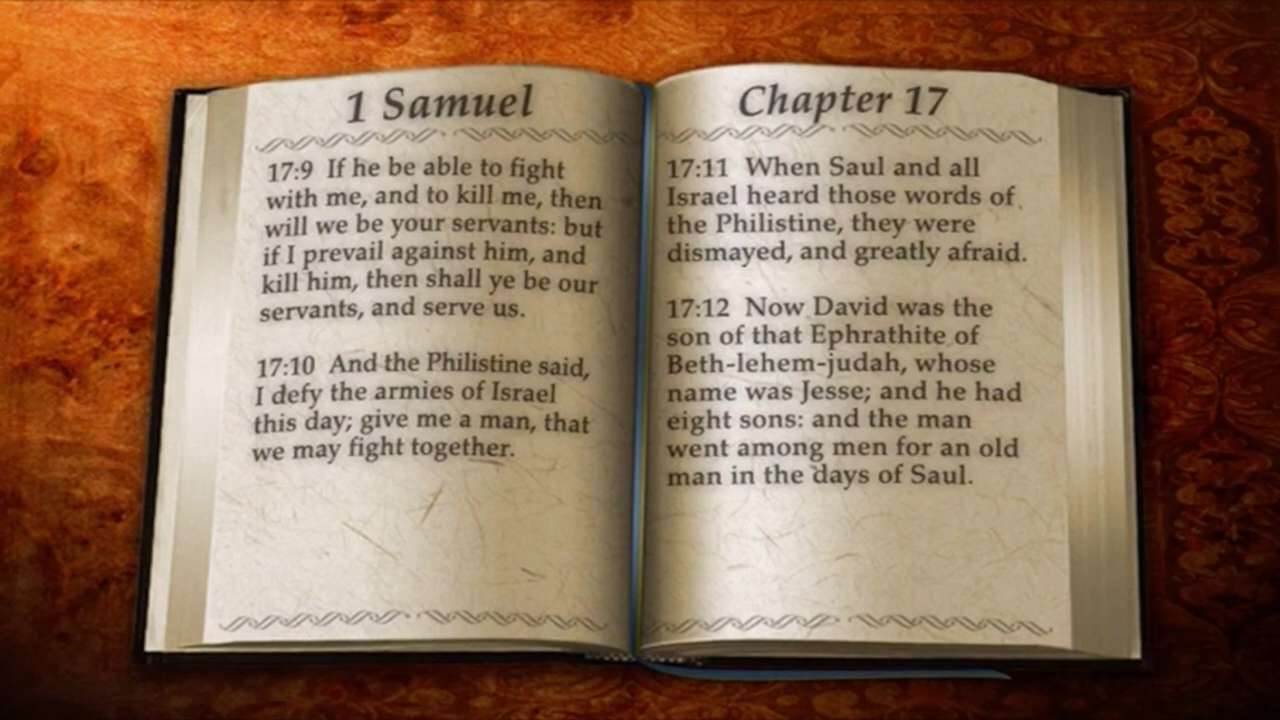 1 Samuel
17:9 If he be able to fight
with me, and to kill me, then
will we be your servants: but
if I prevail against him, and
kill him, then shall ye be our
servants, and serve us.
17:10 And the Philistine said,
I defy the armies of Israel
this day; give me a man, that
we may fight together.
Chapter 17
17:11 When Saul and all
Israel heard those words of
the Philistine, they were
dismayed, and greatly afraid.
17:12 Now David was the
son of that Ephrathite of
Beth-lehem-judah, whose
name was Jesse; and he had
eight sons: and the man
went among men for an old
man in the days of Saul.